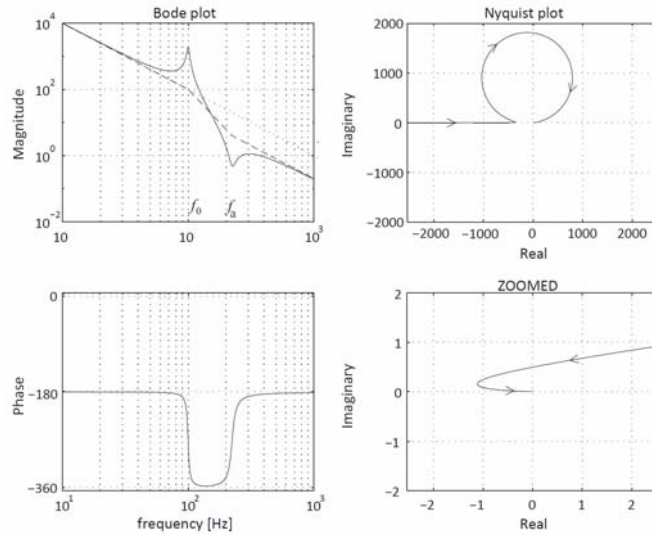 Bode plot
10^4
10^2
10^0
10^-2
Magnitude
f_0
f_a
10
10
10^3
Nyquist plot
2000
1000
0
−1000
−2000
Imaginary
−2000
−1000
0
1000
2000
Real
0
−180
−360
Phase
10^1
10^2
10^3
frequency [Hz]
ZOOMED
2
1
0
−1
−2
Imaginary
−2
−1
0
1
2
Real